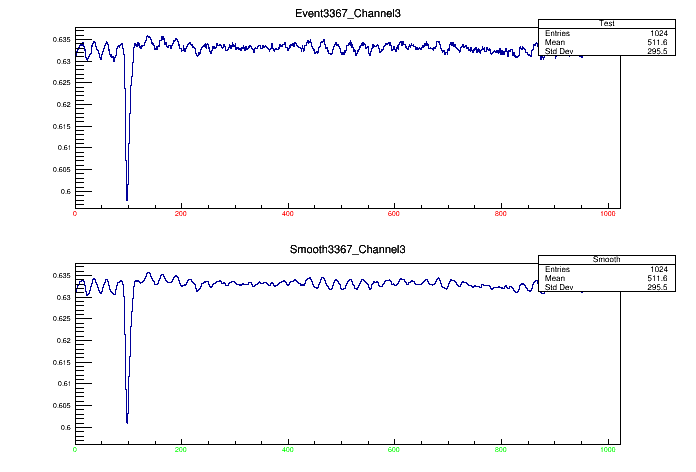 Event3367_Channel3
Test
Entries 1024
Mean 511.6
Std Dev 295.5
0.635
0.63
0.625
0.62
0.615
0.61
0.605
0.6
0 200 400 600 800 1000
Smooth3367_Channel3
Smooth
Entries 1024
Mean 511.6
Std Dev 295.5
0.635
0.63
0.625
0.62
0.615
0.61
0.605
0.6
0 200 400 600 800 1000